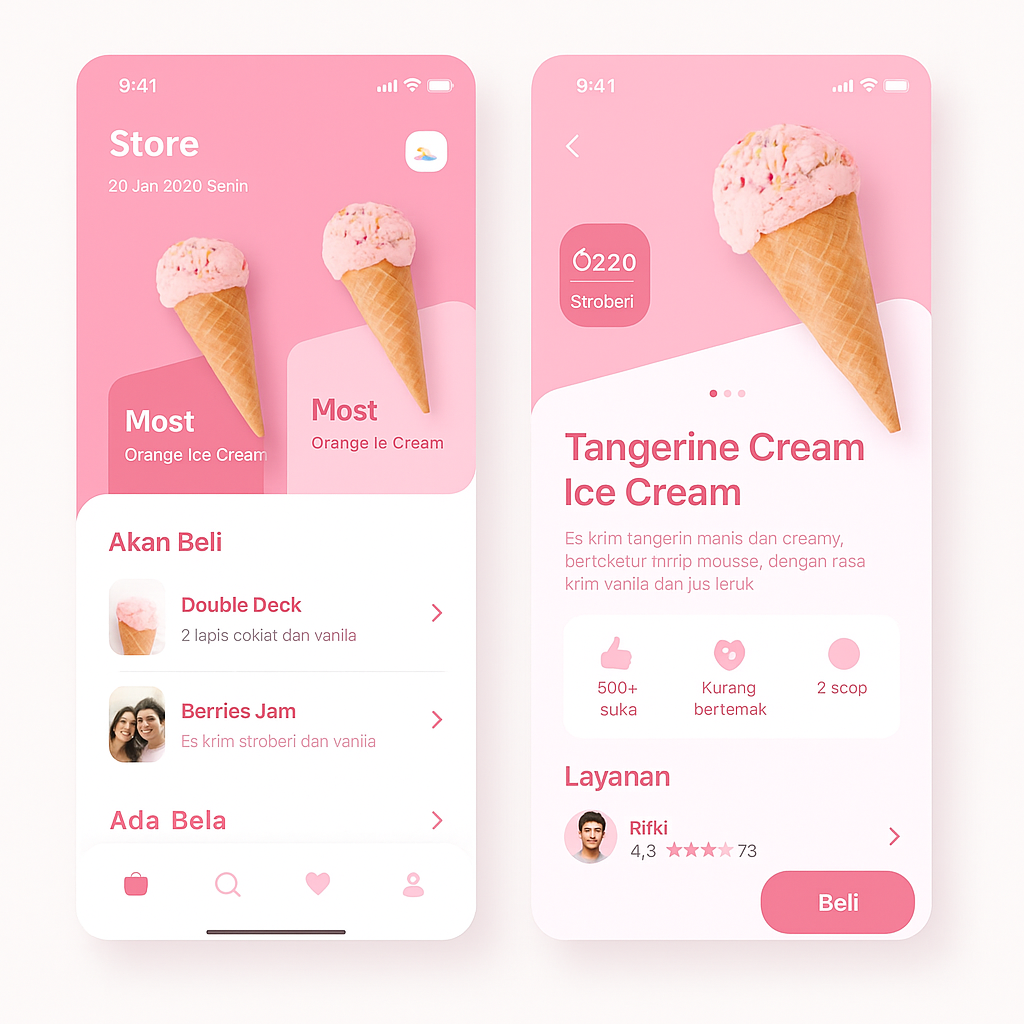 9:41
Store
20 Jan 2020 Senin
Most
Orange Ice Cream
Most
Orange Ie Cream
Akan Beli
Double Deck
2 lapis cokiat dan vanila
Berries Jam
Es krim stroberi dan vaniia
Ada Bela
9:41
220
Stroberi
Tangerine Cream
Ice Cream
Es krim tangerin manis dan creamy,
bertcketur mousse, dengan rasa
krim vanila dan jus leruk
500+
suka
Kurang
bertemak
2 scop
Layanan
Rifki
4,3 ★★★★ 73
Beli